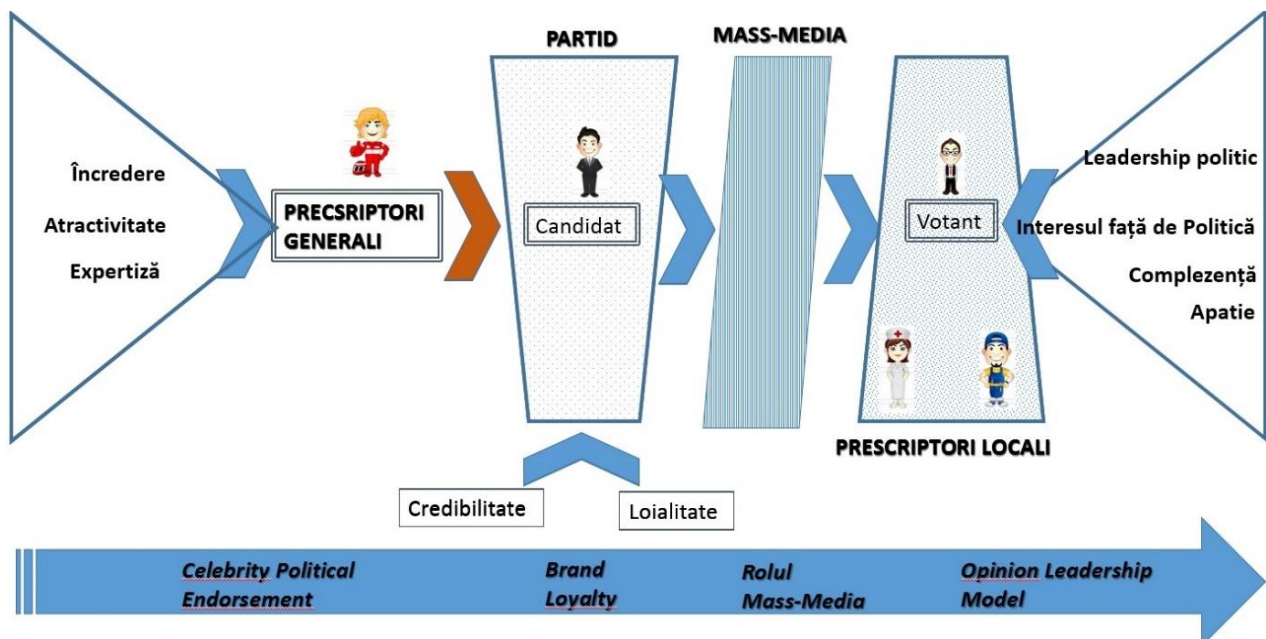 PARTID
MASS-MEDIA
Încredere
Atractivitate
Expertiză
PRECSRIPTORI
GENERALI
Candidat
Votant
Leadership politic
Interesul față de Politică
Complezență
Apatie
PRESCRIPTORI LOCALI
Credibilitate
Loialitate
Celebrity Political
Endorsement
Brand
Loyalty
Rolul
Mass-Media
Opinion Leadership
Model